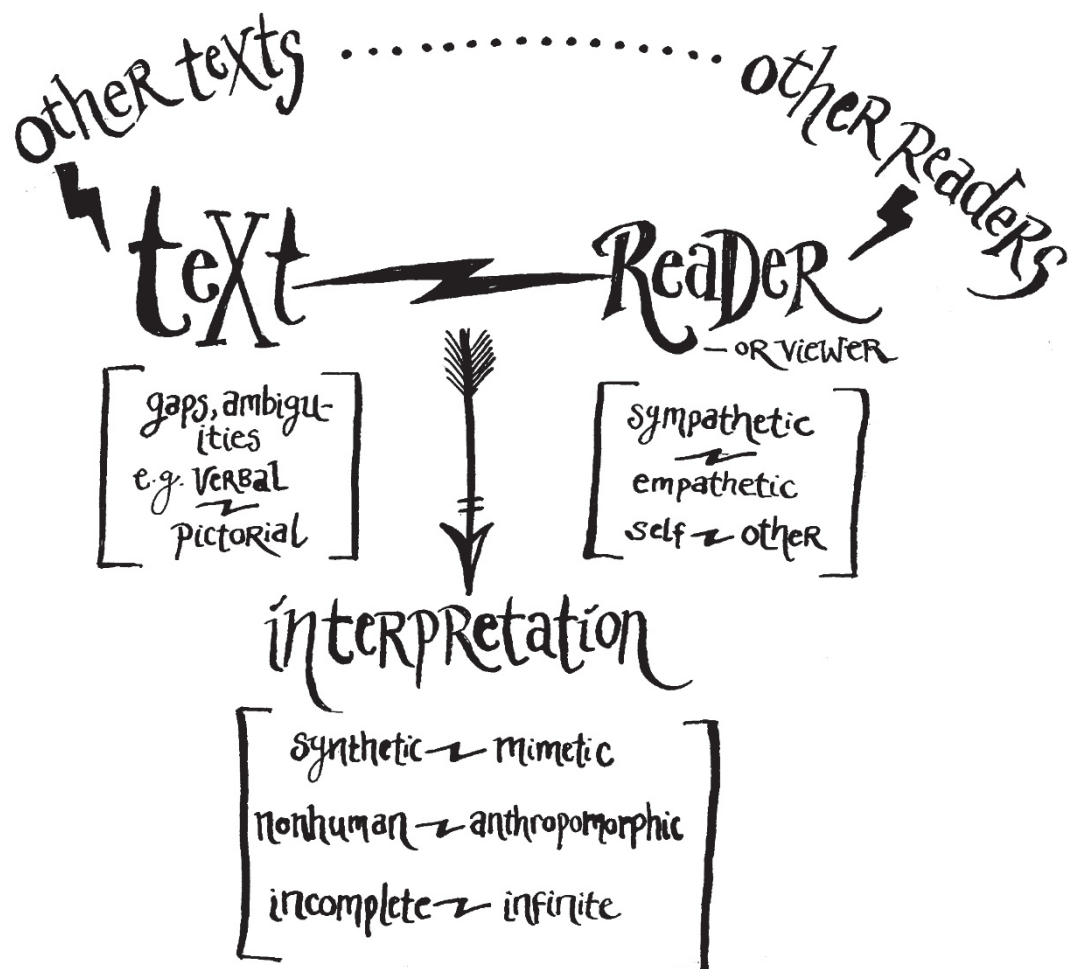 other texts
other readers
text
Reader
– or viewer
gaps, ambigu-
ities
e.g. verbal
pictorial
sympathetic
empathetic
self other
interpretation
synthetic mimetic
nonhuman anthropomorphic
incomplete infinite